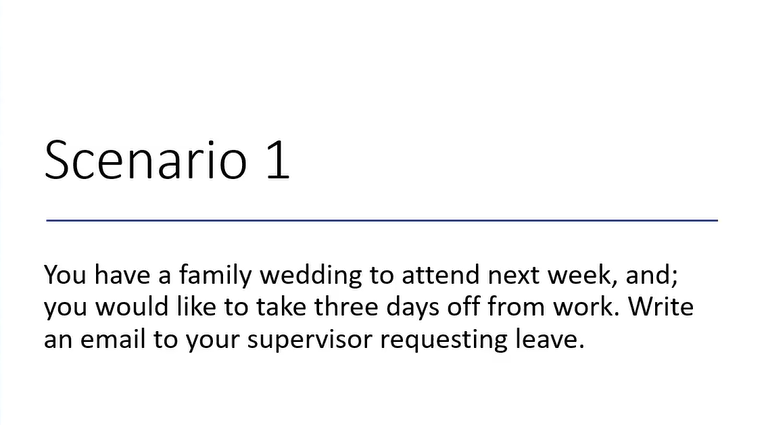 Scenario 1
You have a family wedding to attend next week, and;
you would like to take three days off from work. Write
an email to your supervisor requesting leave.